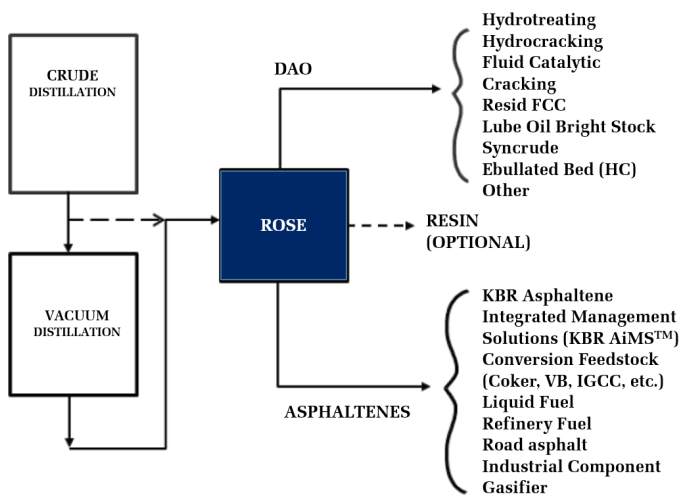 CRUDE
DISTILLATION
VACUUM
DISTILLATION
DAO
ROSE
ASPHALTENES
Hydrotreating
Hydrocracking
Fluid Catalytic
Cracking
Resid FCC
Lube Oil Bright Stock
Syncrude
Ebullated Bed (HC)
Other
RESIN
(OPTIONAL)
KBR Asphaltene
Integrated Management
Solutions (KBR AiMS™)
Conversion Feedstock
(Coker, VB, IGCC, etc.)
Liquid Fuel
Refinery Fuel
Road asphalt
Industrial Component
Gasifier